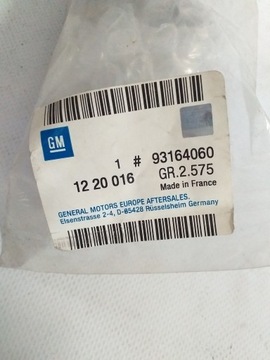 GM
1 # 93164060
12 20 016 GR.2.575
Made in France
GENERAL MOTORS EUROPE AFTERSALES.
Eisenstrasse 2-4, D-65428 Rüsselsheim Germany